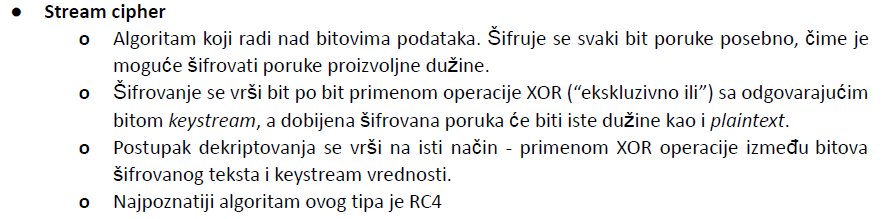 ● Stream cipher
o Algoritam koji radi nad bitovima podataka. Šifruje se svaki bit poruke posebno, čime je
moguće šifrovati poruke proizvoljne dužine.
o Šifrovanje se vrši bit po bit primenom operacije XOR (“ekskluzivno ili”) sa odgovarajućim
bitom keystream, a dobijena šifrovana poruka će biti iste dužine kao i plaintext.
o Postupak dekriptovanja se vrši na isti način - primenom XOR operacije između bitova
šifrovanog teksta i keystream vrednosti.
o Najpoznatiji algoritam ovog tipa je RC4